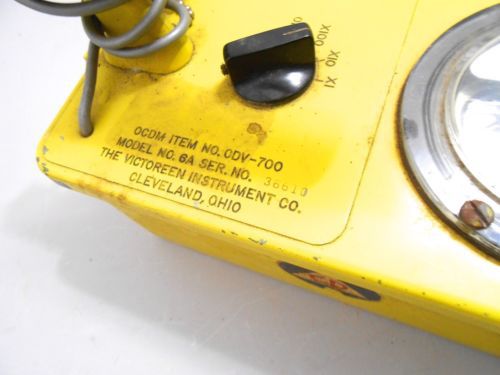 X100
X10
X1
OCDM ITEM NO. CDV-700
MODEL NO. 6A SER. NO. 36610
THE VICTOREEN INSTRUMENT CO.
CLEVELAND, OHIO